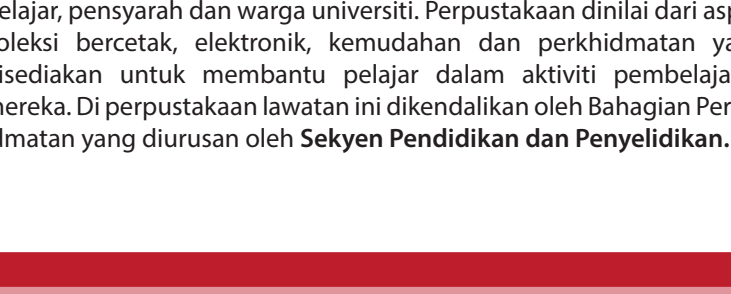 elajar, pensyarah dan warga universiti. Perpustakaan dinilai dari asp
oleksi bercetak, elektronik, kemudahan dan perkhidmatan ya
isediakan untuk membantu pelajar dalam aktiviti pembelaja
nereka. Di perpustakaan lawatan ini dikendalikan oleh Bahagian Per
dmatan yang diurusan oleh Sekyen Pendidikan dan Penyelidikan.